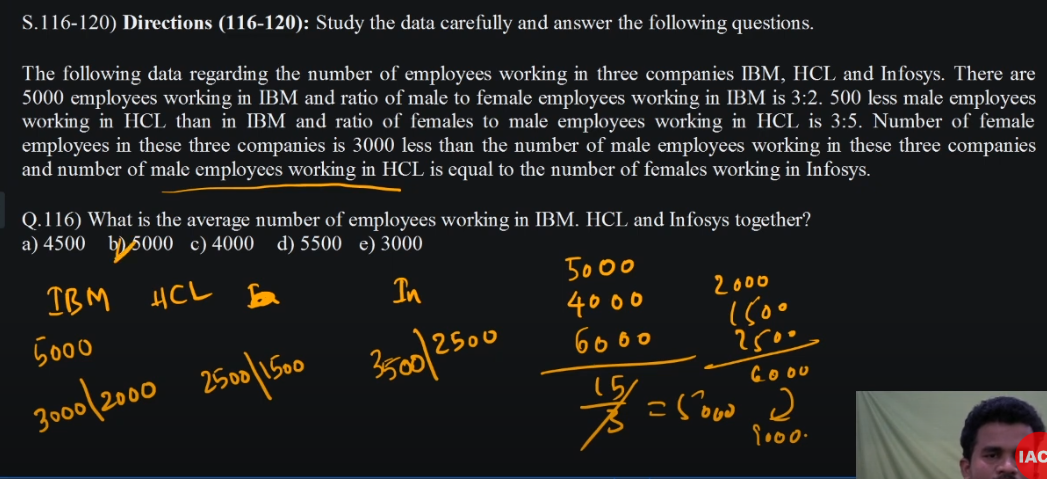 S.116-120) Directions (116-120): Study the data carefully and answer the following questions.
The following data regarding the number of employees working in three companies IBM, HCL and Infosys. There are
5000 employees working in IBM and ratio of male to female employees working in IBM is 3:2. 500 less male employees
working in HCL than in IBM and ratio of females to male employees working in HCL is 3:5. Number of female
employees in these three companies is 3000 less than the number of male employees working in these three companies
and number of male employees working in HCL is equal to the number of females working in Infosys.
Q.116) What is the average number of employees working in IBM. HCL and Infosys together?
a) 4500 b) 5000 c) 4000 d) 5500 e) 3000
IBM HCL In
5000
3000\2000 2500\1500 3500\2500
5000
4000
6000
15/3 = 5000
2000
1500
2500
6000
9000.
IAC